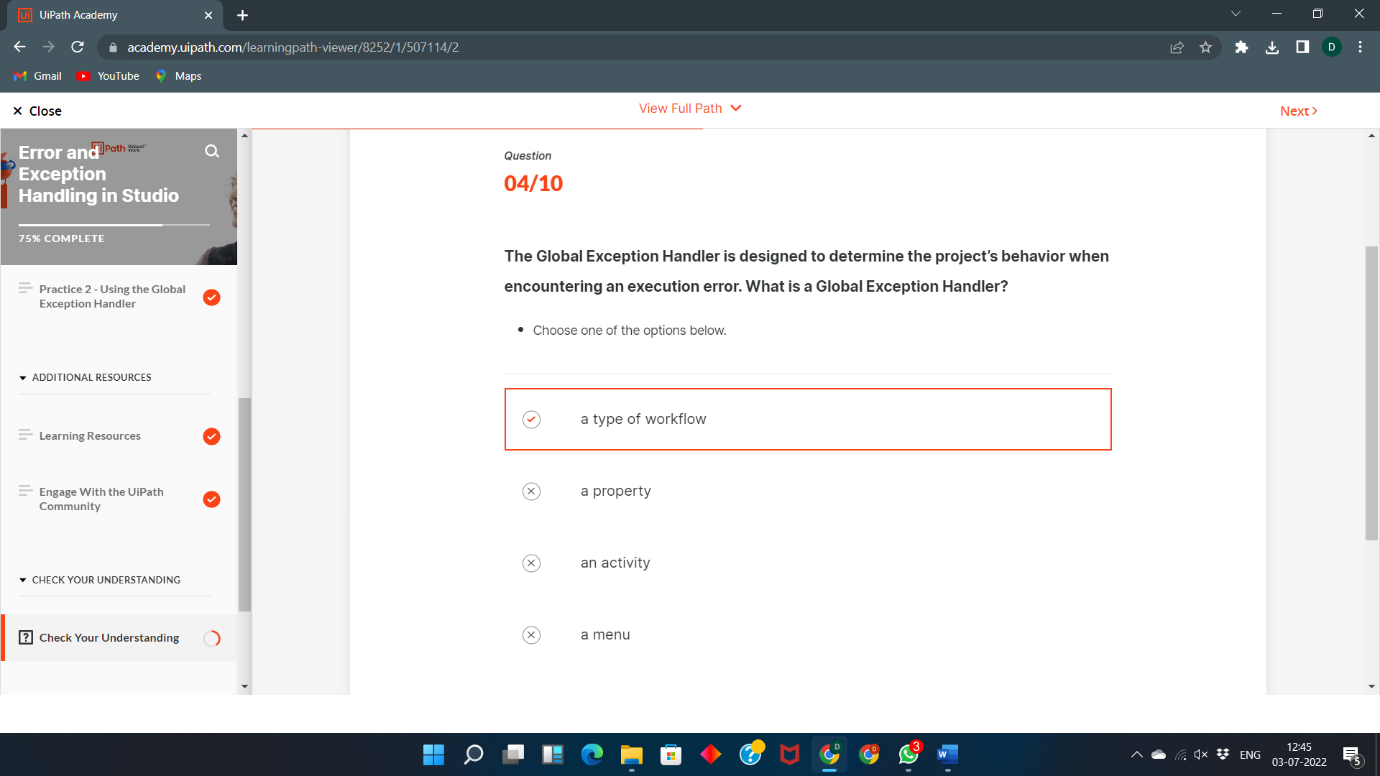 UiPath Academy
academy.uipath.com/learningpath-viewer/8252/1/507114/2
D
Gmail
YouTube
Maps
Close
View Full Path
Next
Path
Error and
Exception
Handling in Studio
75% COMPLETE
Practice 2 - Using the Global
Exception Handler
ADDITIONAL RESOURCES
Learning Resources
Engage With the UiPath
Community
CHECK YOUR UNDERSTANDING
Check Your Understanding
Question
04/10
The Global Exception Handler is designed to determine the project's behavior when
encountering an execution error. What is a Global Exception Handler?
• Choose one of the options below.
a type of workflow
a property
an activity
a menu
3
ENG
12:45
03-07-2022
5